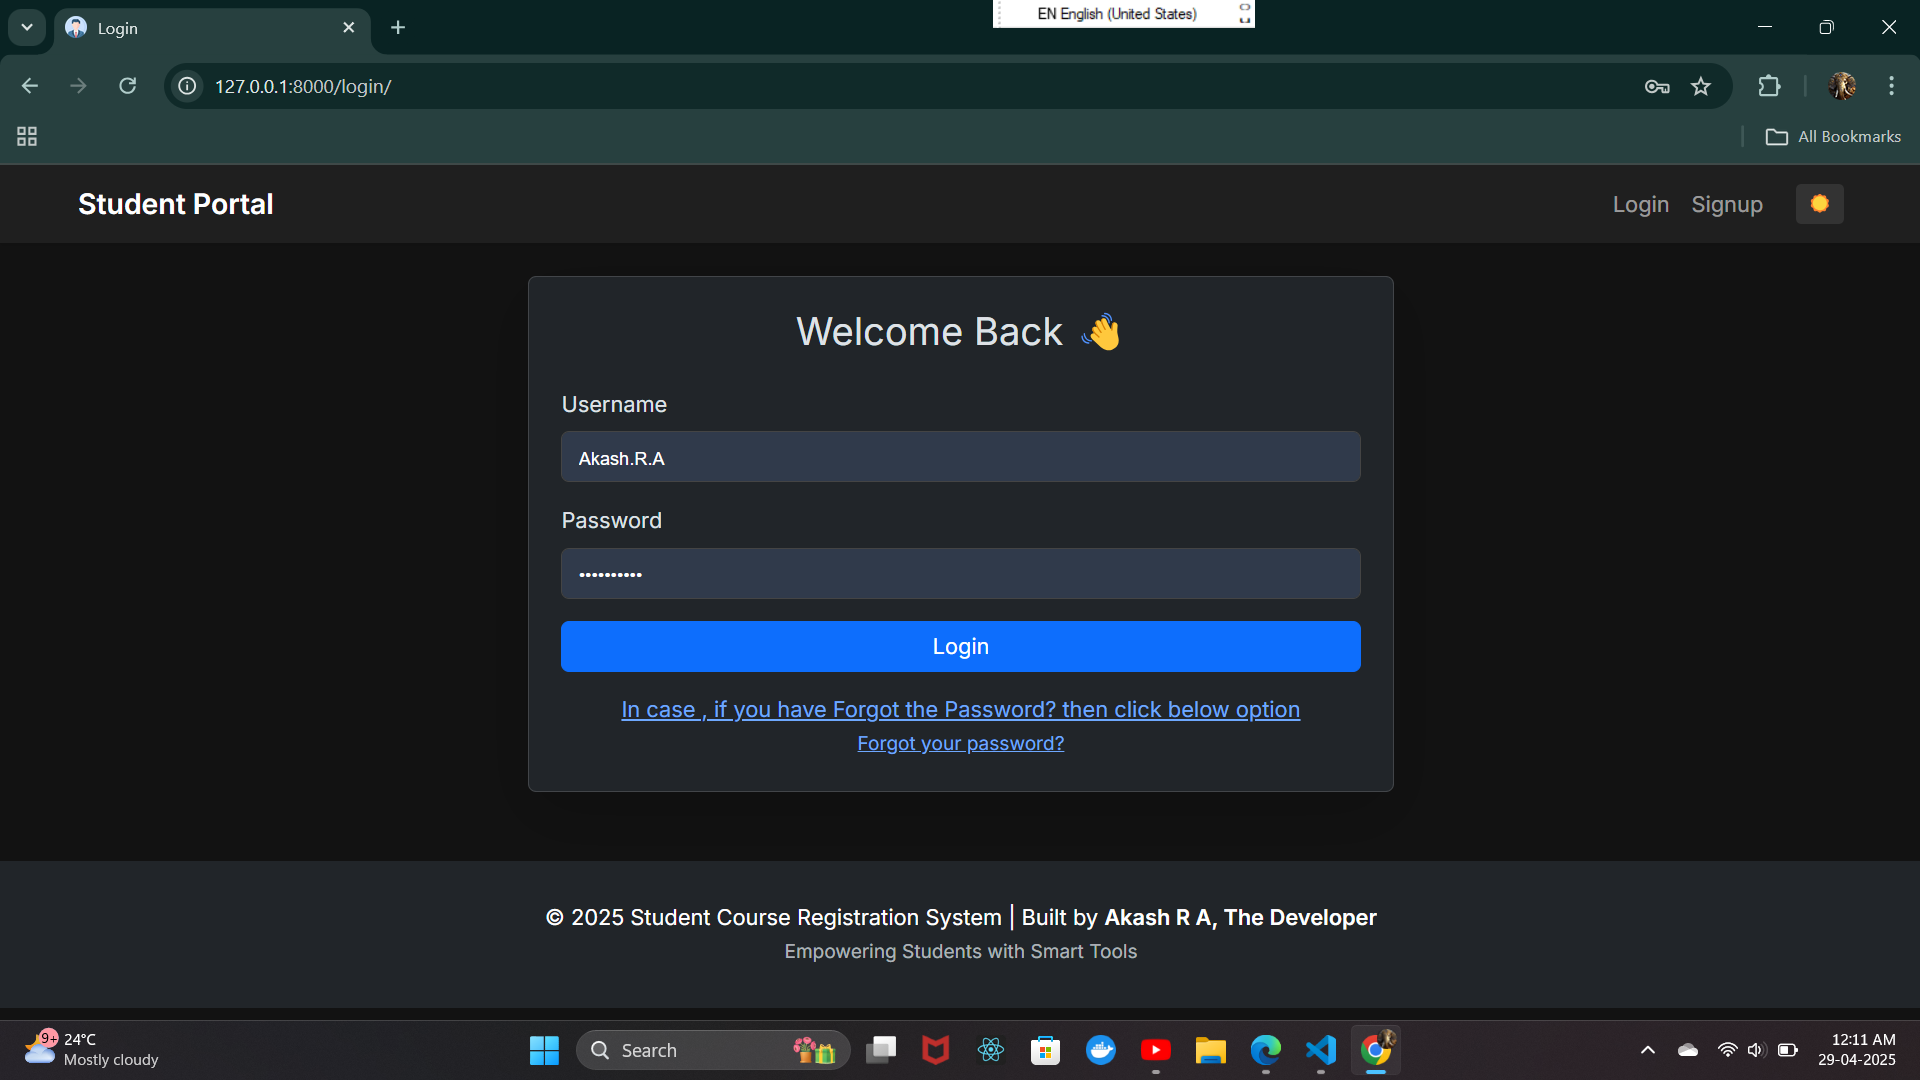 Login
EN English (United States)
127.0.0.1:8000/login/
All Bookmarks
Student Portal
Login Signup
Welcome Back 👋
Username
Akash.R.A
Password
••••••••••
Login
In case , if you have Forgot the Password? then click below option
Forgot your password?
© 2025 Student Course Registration System | Built by Akash R A, The Developer
Empowering Students with Smart Tools
9+
24°C
Mostly cloudy
Search
12:11 AM
29-04-2025